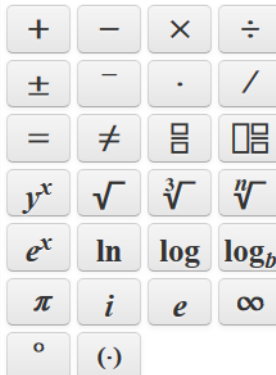 + − × ÷
± ¯ · /
= ≠
yˣ √ ∛ ⁿ√
eˣ ln log log_b
π i e ∞
° (·)